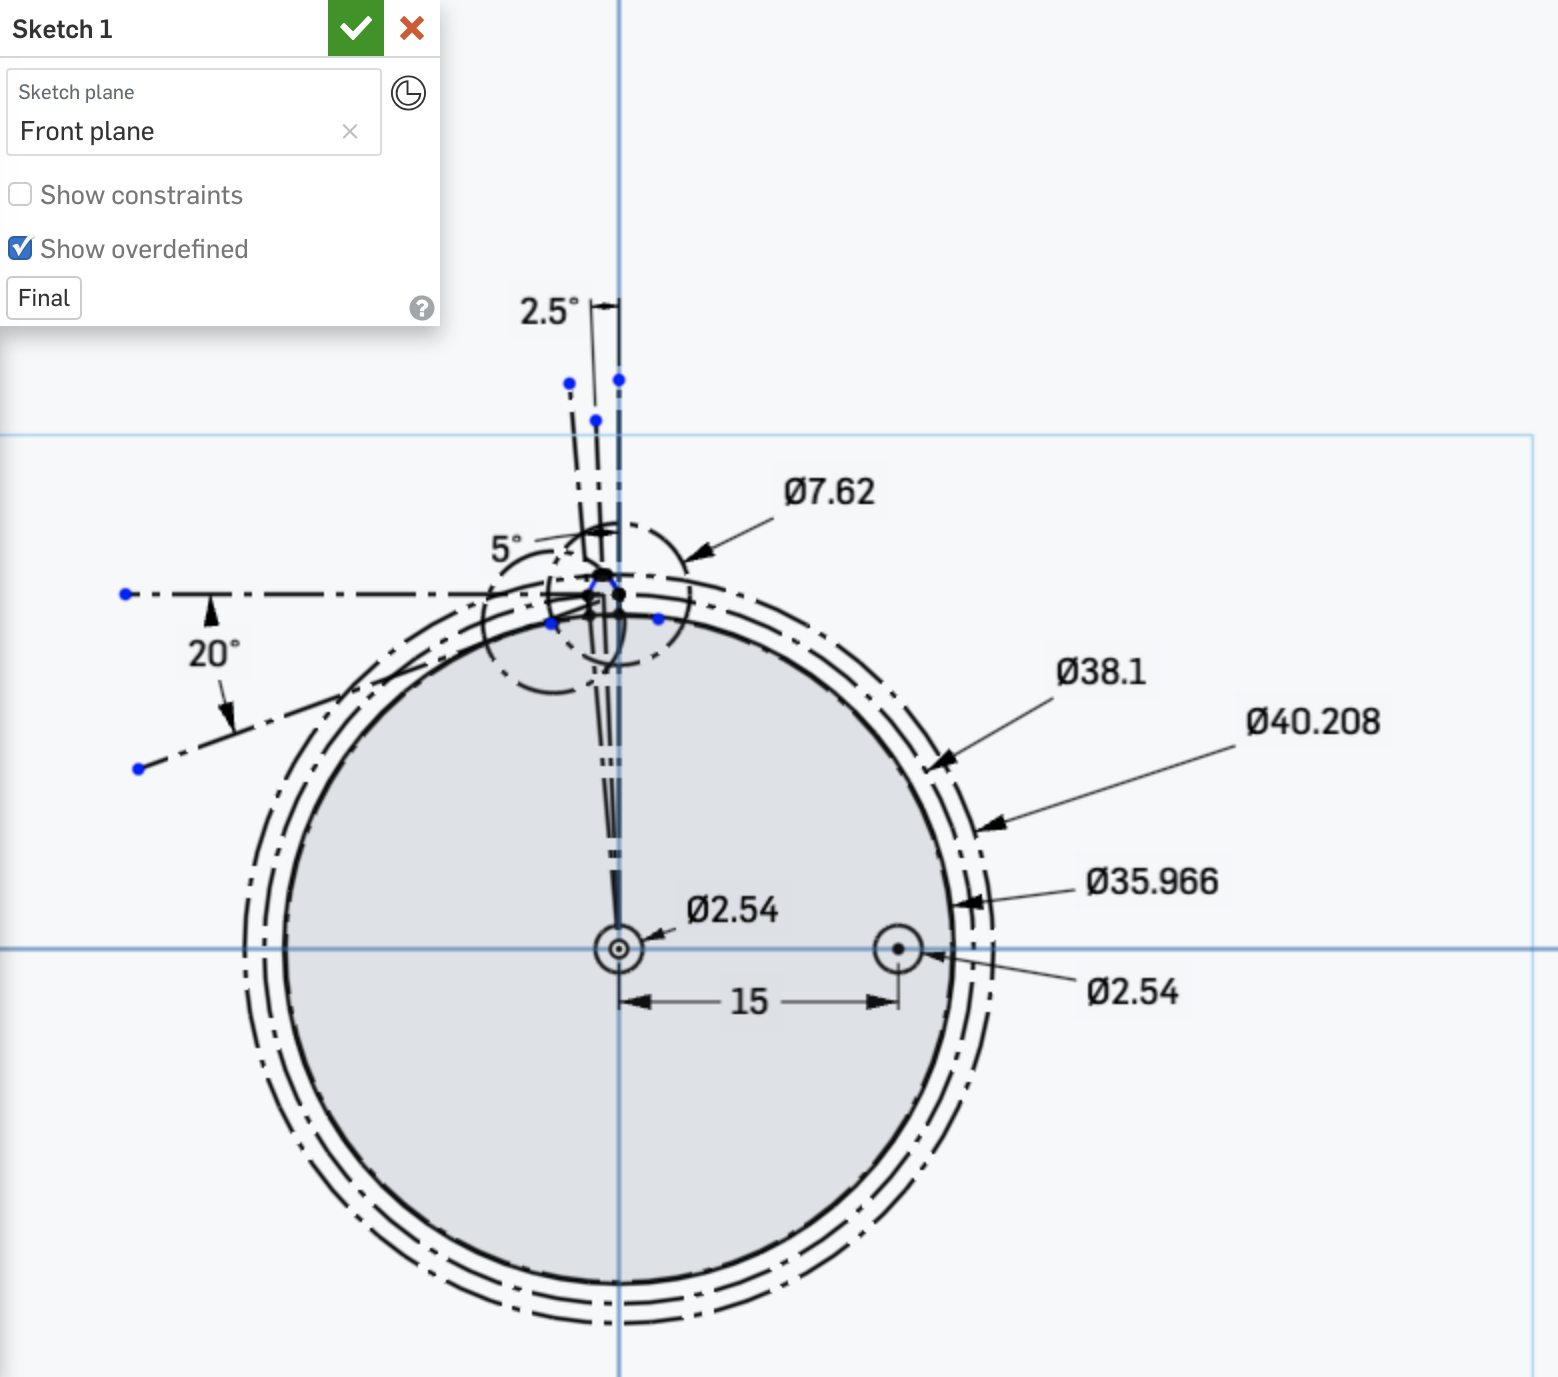 Sketch 1
Sketch plane
Front plane
Show constraints
Show overdefined
Final
?
2.5°
Ø7.62
5°
20°
Ø38.1
Ø40.208
Ø35.966
Ø2.54
15
Ø2.54